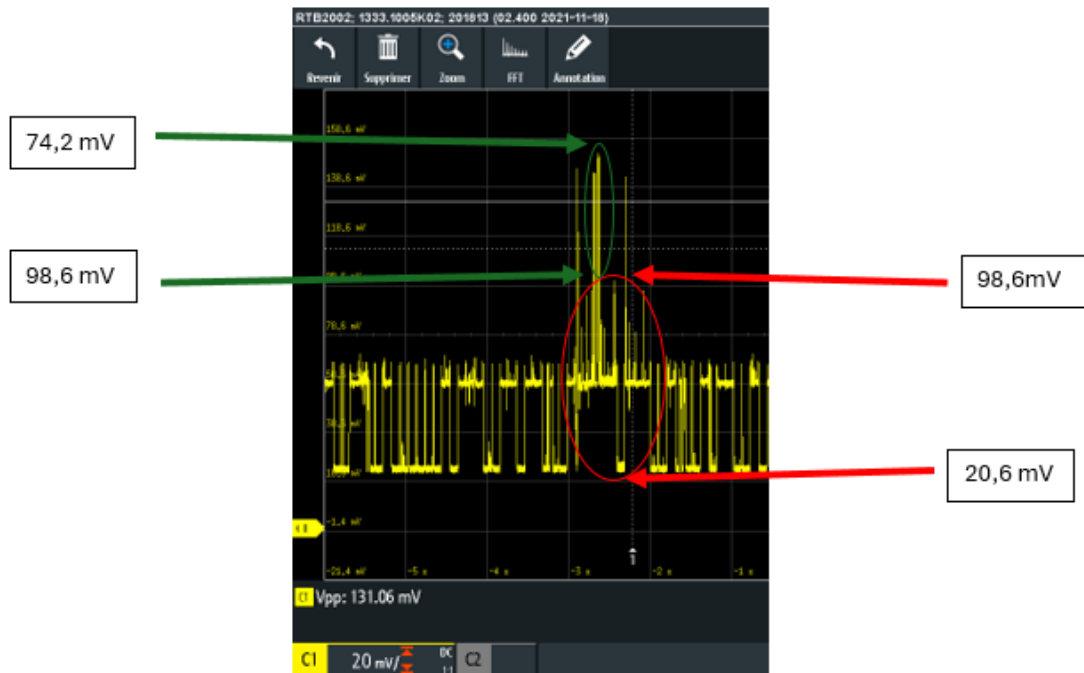 RTB2002; 1333.1005K02; 201813 (02.400 2021-11-18)
Revenir Supprimer Zoom FFT Annotation
74,2 mV
158,6 mV
138,6 mV
118,6 mV
98,6 mV
98,6mV
78,6 mV
20,6 mV
-1,4 mV
-21,4 mV -5 s -4 s -3 s -2 s -1 s
C1 Vpp: 131.06 mV
C1 20 mV/ DC 1:1 C2